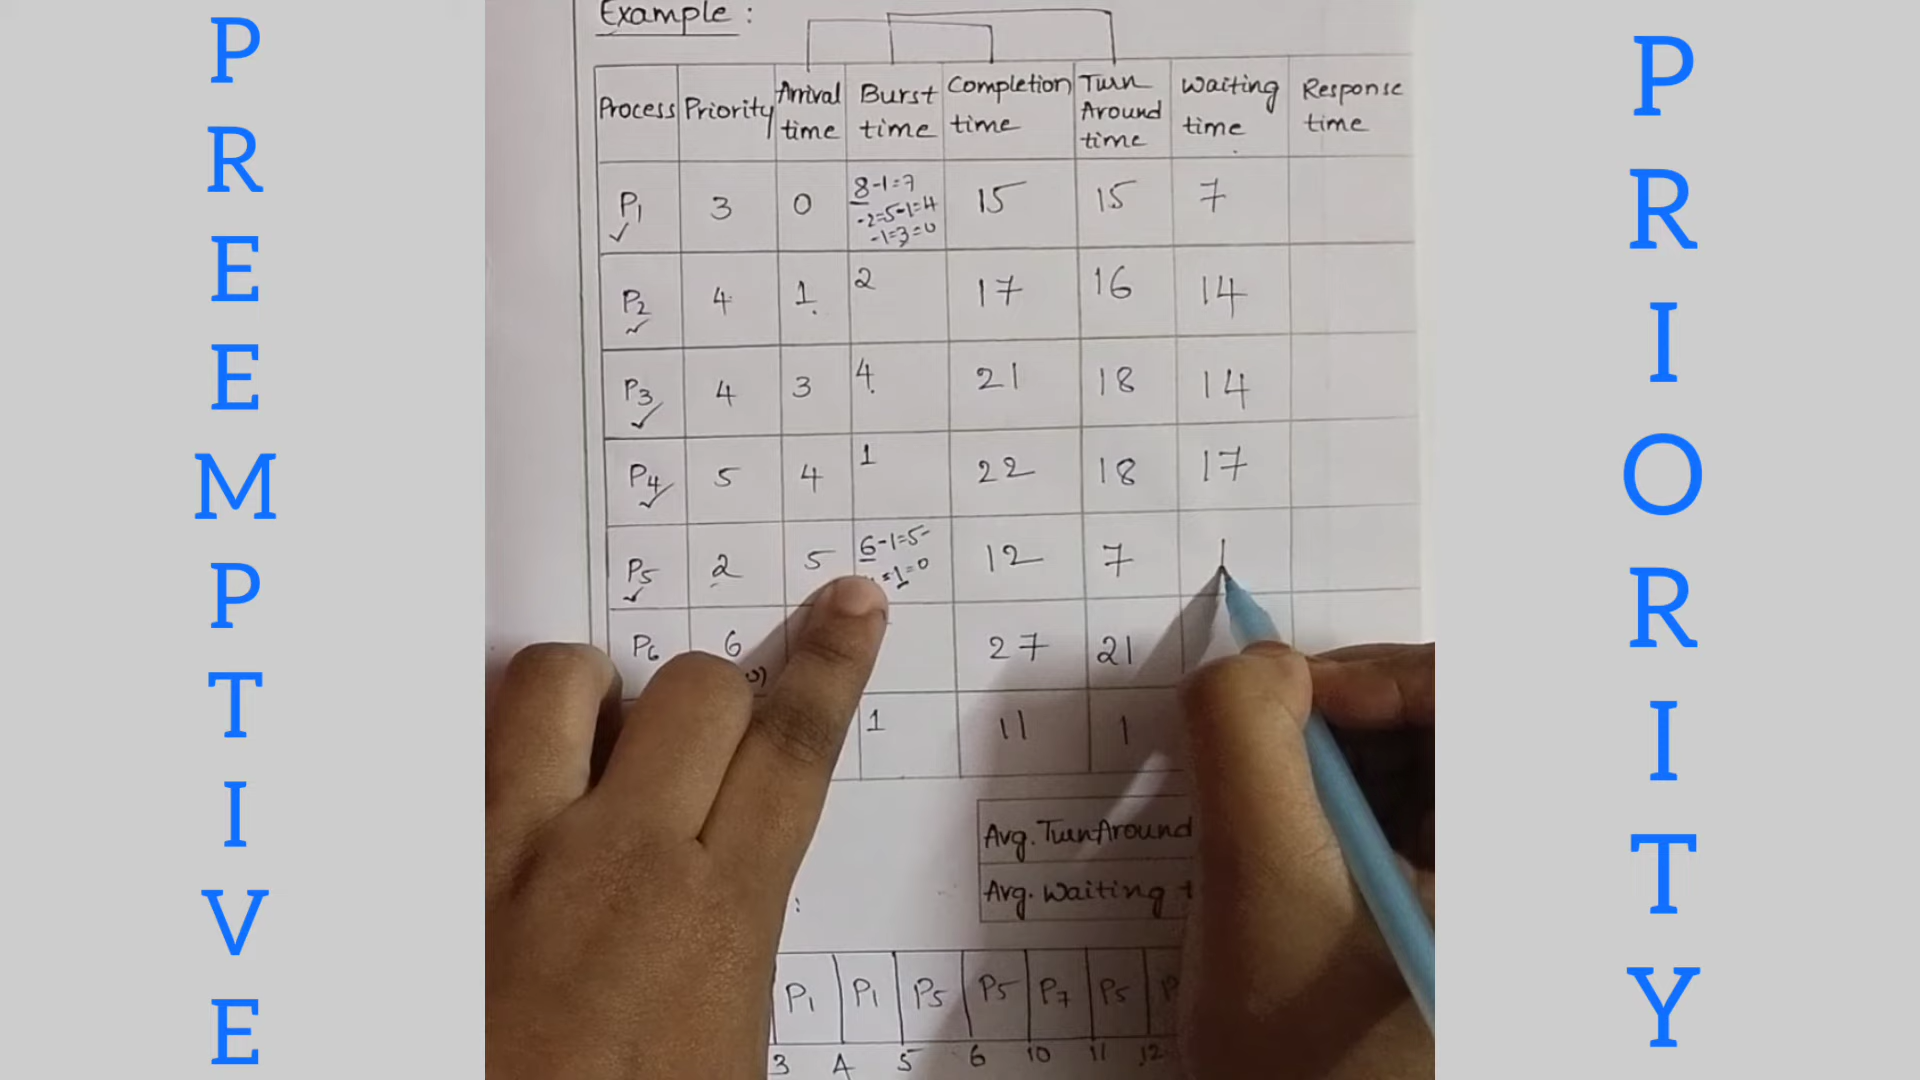 PREEMPTIVE
PRIORITY
Example :
Process Priority Arrival time Burst time Completion time Turn Around time Waiting time Response time
P1 3 0 8-1=7 15 15 7
-2=5-1=4
-1=3=0
P2 4 1 2 17 16 14
P3 4 3 4 21 18 14
P4 5 4 1 22 18 17
P5 2 5 6-1=5- 12 7 1
=1=0
P6 6 27 21
1 11 1
Avg. TurnAround
Avg. Waiting t
:
P1 P1 P5 P5 P7 P5 P
3 4 5 6 10 11 12